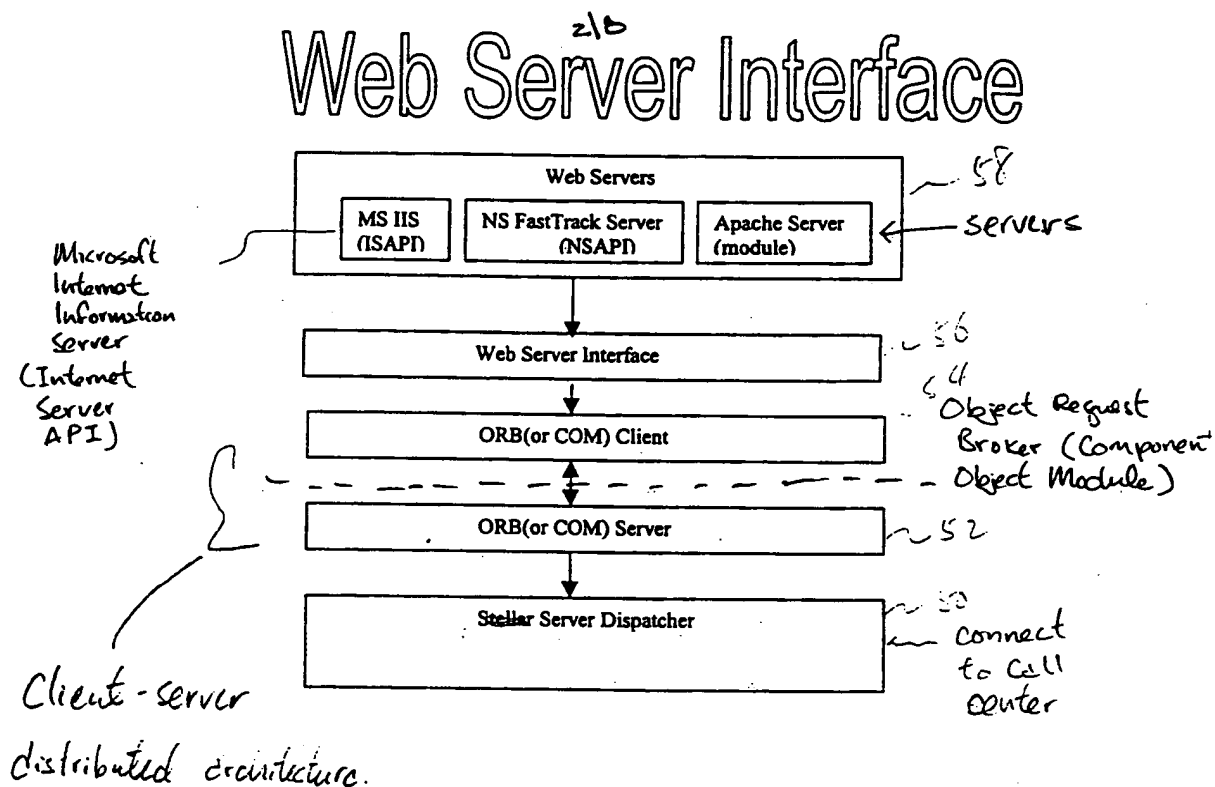 2/8
Web Server Interface
Web Servers
58
MS IIS
(ISAPI)
NS FastTrack Server
(NSAPI)
Apache Server
(module)
servers
Microsoft
Internet
Information
Server
(Internet
Server
API)
Web Server Interface
56
54
Object Request
Broker (Component
Object Module)
ORB(or COM) Client
ORB(or COM) Server
52
Stellar Server Dispatcher
50
connect
to call
center
Client-server
distributed architecture.